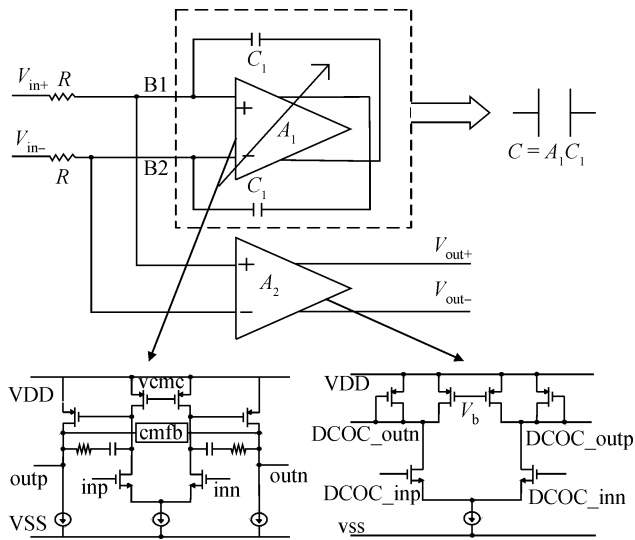 C₁
Vin+ R B1
+ A₁
C = A₁C₁
Vin− R B2 −
C₁
Vout+
+ A₂
Vout−
−
VDD vcmc
cmfb
outp outn
inp inn
VSS
VDD
Vb
DCOC_outn DCOC_outp
DCOC_inp DCOC_inn
vss